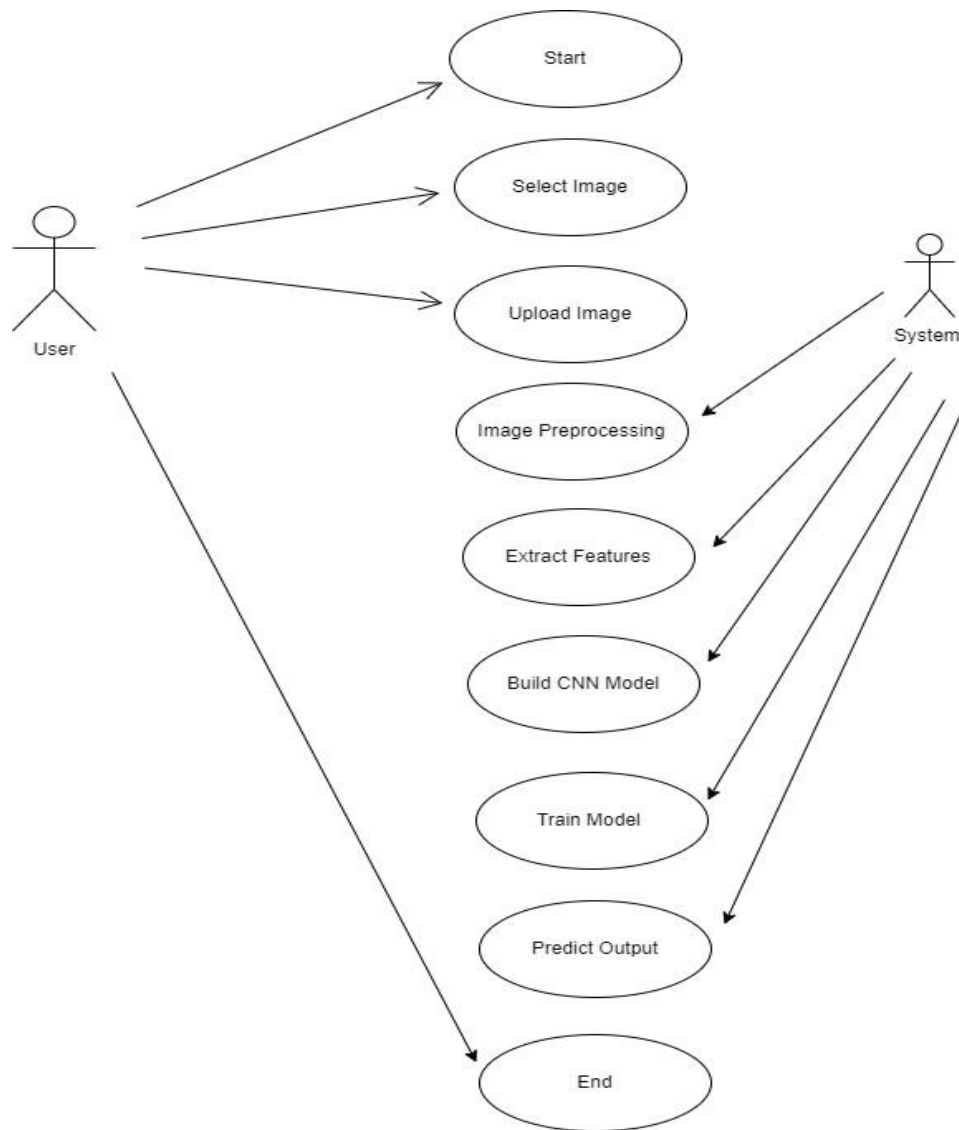 Start
Select Image
Upload Image
User
System
Image Preprocessing
Extract Features
Build CNN Model
Train Model
Predict Output
End